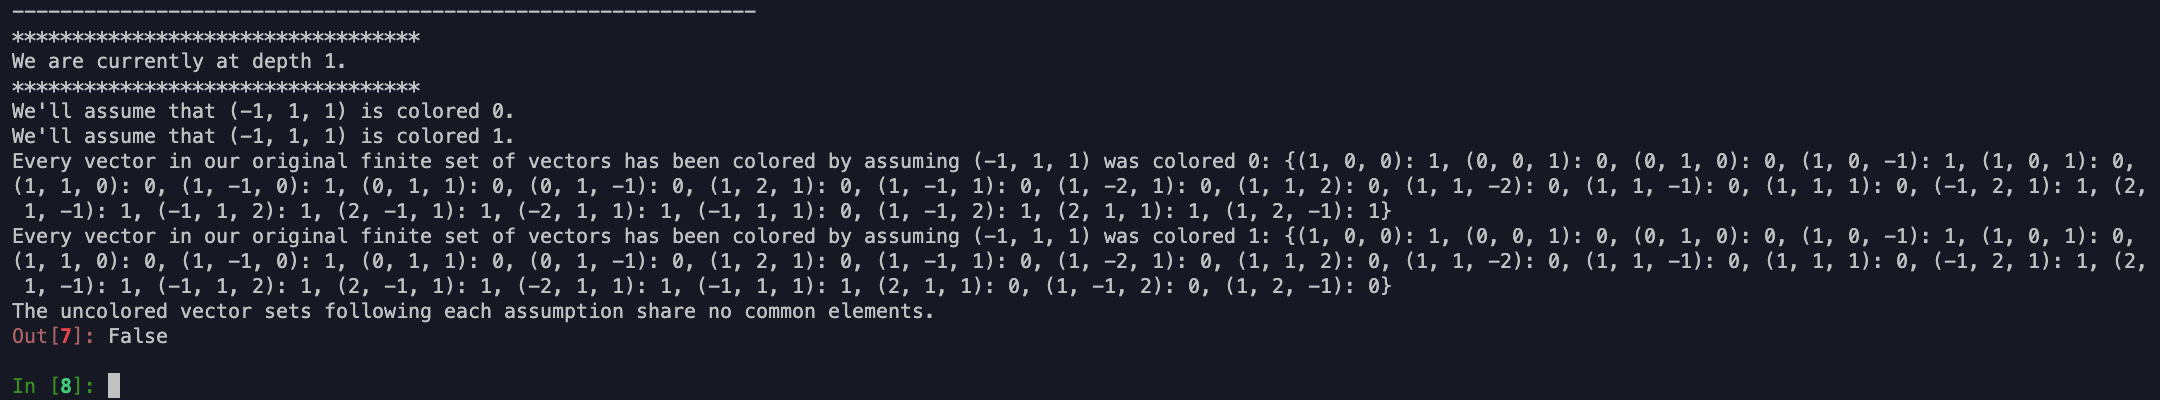 --------------------------------------------------------------
**********************************
We are currently at depth 1.
**********************************
We'll assume that (-1, 1, 1) is colored 0.
We'll assume that (-1, 1, 1) is colored 1.
Every vector in our original finite set of vectors has been colored by assuming (-1, 1, 1) was colored 0: {(1, 0, 0): 1, (0, 0, 1): 0, (0, 1, 0): 0, (1, 0, -1): 1, (1, 0, 1): 0,
(1, 1, 0): 0, (1, -1, 0): 1, (0, 1, 1): 0, (0, 1, -1): 0, (1, 2, 1): 0, (1, -1, 1): 0, (1, -2, 1): 0, (1, 1, 2): 0, (1, 1, -2): 0, (1, 1, -1): 0, (1, 1, 1): 0, (-1, 2, 1): 1, (2,
1, -1): 1, (-1, 1, 2): 1, (2, -1, 1): 1, (-2, 1, 1): 1, (-1, 1, 1): 0, (1, -1, 2): 1, (2, 1, 1): 1, (1, 2, -1): 1}
Every vector in our original finite set of vectors has been colored by assuming (-1, 1, 1) was colored 1: {(1, 0, 0): 1, (0, 0, 1): 0, (0, 1, 0): 0, (1, 0, -1): 1, (1, 0, 1): 0,
(1, 1, 0): 0, (1, -1, 0): 1, (0, 1, 1): 0, (0, 1, -1): 0, (1, 2, 1): 0, (1, -1, 1): 0, (1, -2, 1): 0, (1, 1, 2): 0, (1, 1, -2): 0, (1, 1, -1): 0, (1, 1, 1): 0, (-1, 2, 1): 1, (2,
1, -1): 1, (-1, 1, 2): 1, (2, -1, 1): 1, (-2, 1, 1): 1, (-1, 1, 1): 1, (2, 1, 1): 0, (1, -1, 2): 0, (1, 2, -1): 0}
The uncolored vector sets following each assumption share no common elements.
Out[7]: False
In [8]: